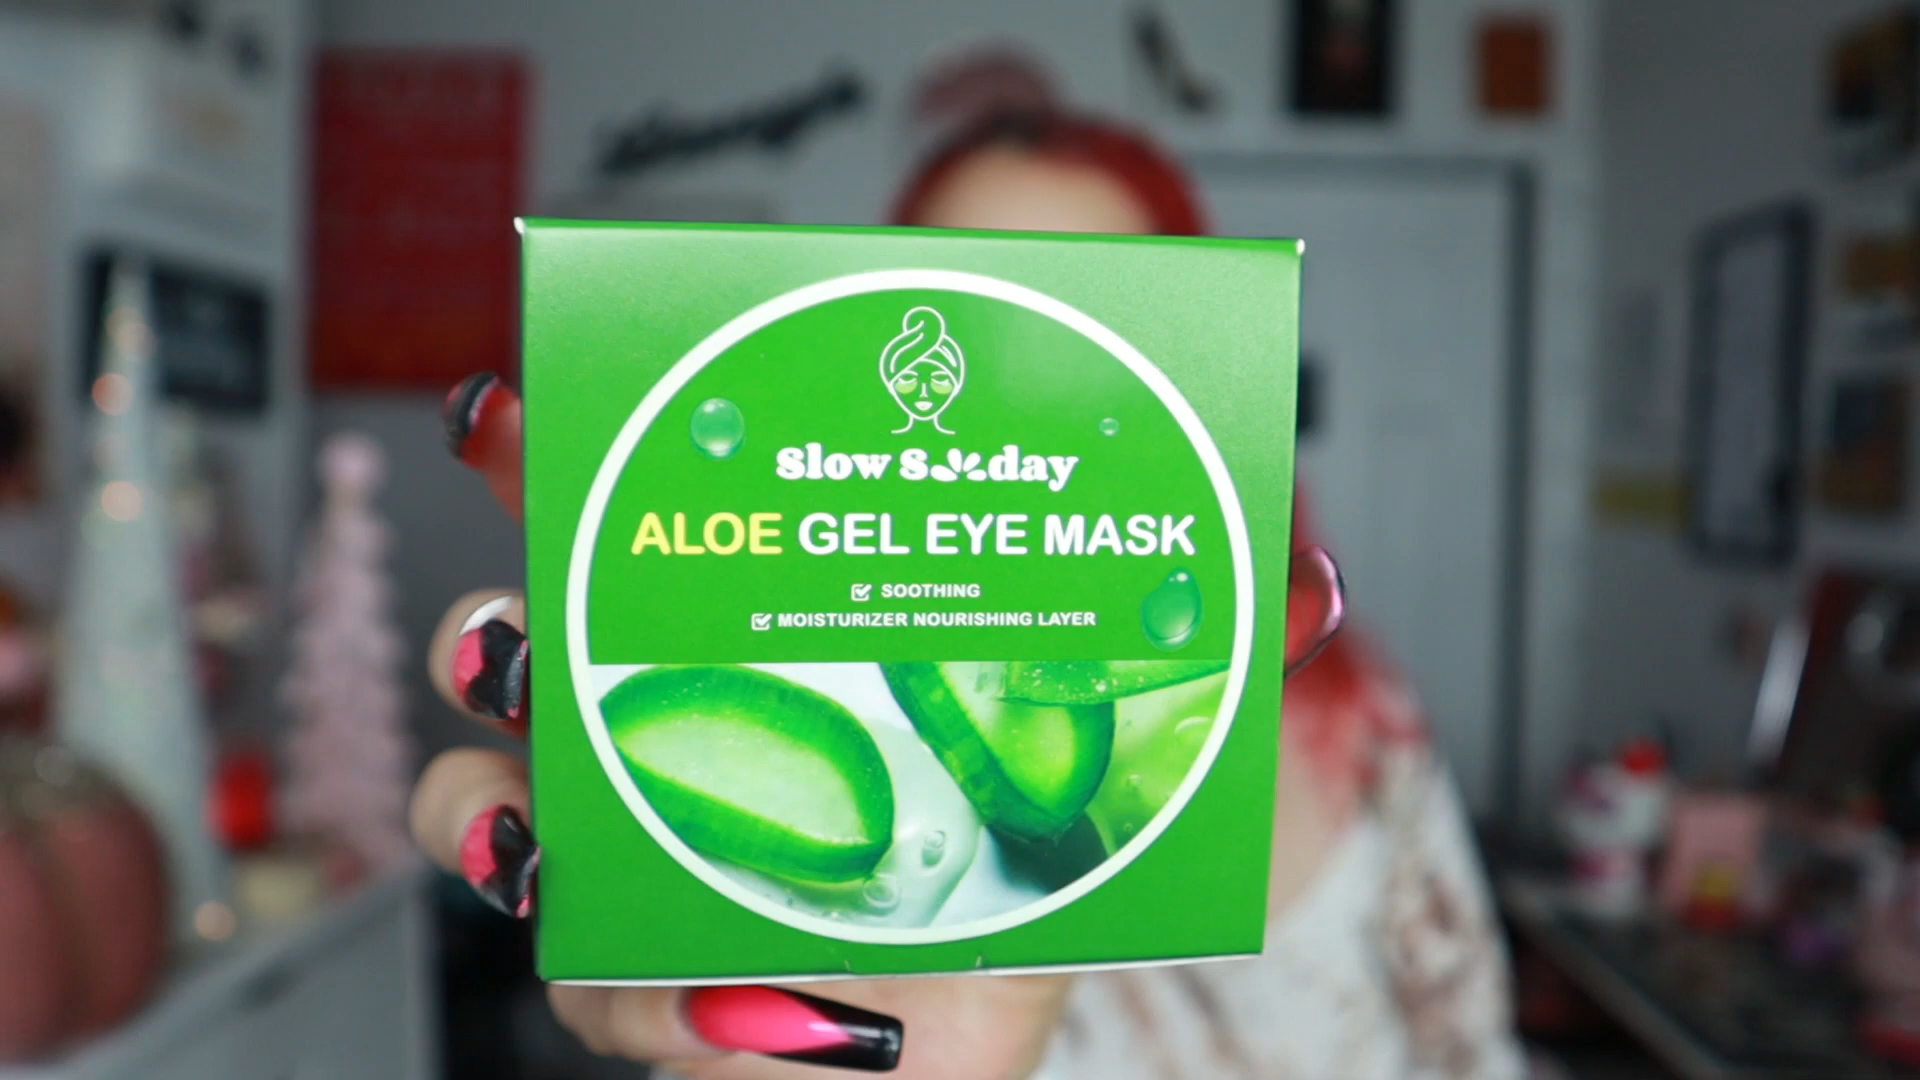 slow Sunday
ALOE GEL EYE MASK
SOOTHING
MOISTURIZER NOURISHING LAYER